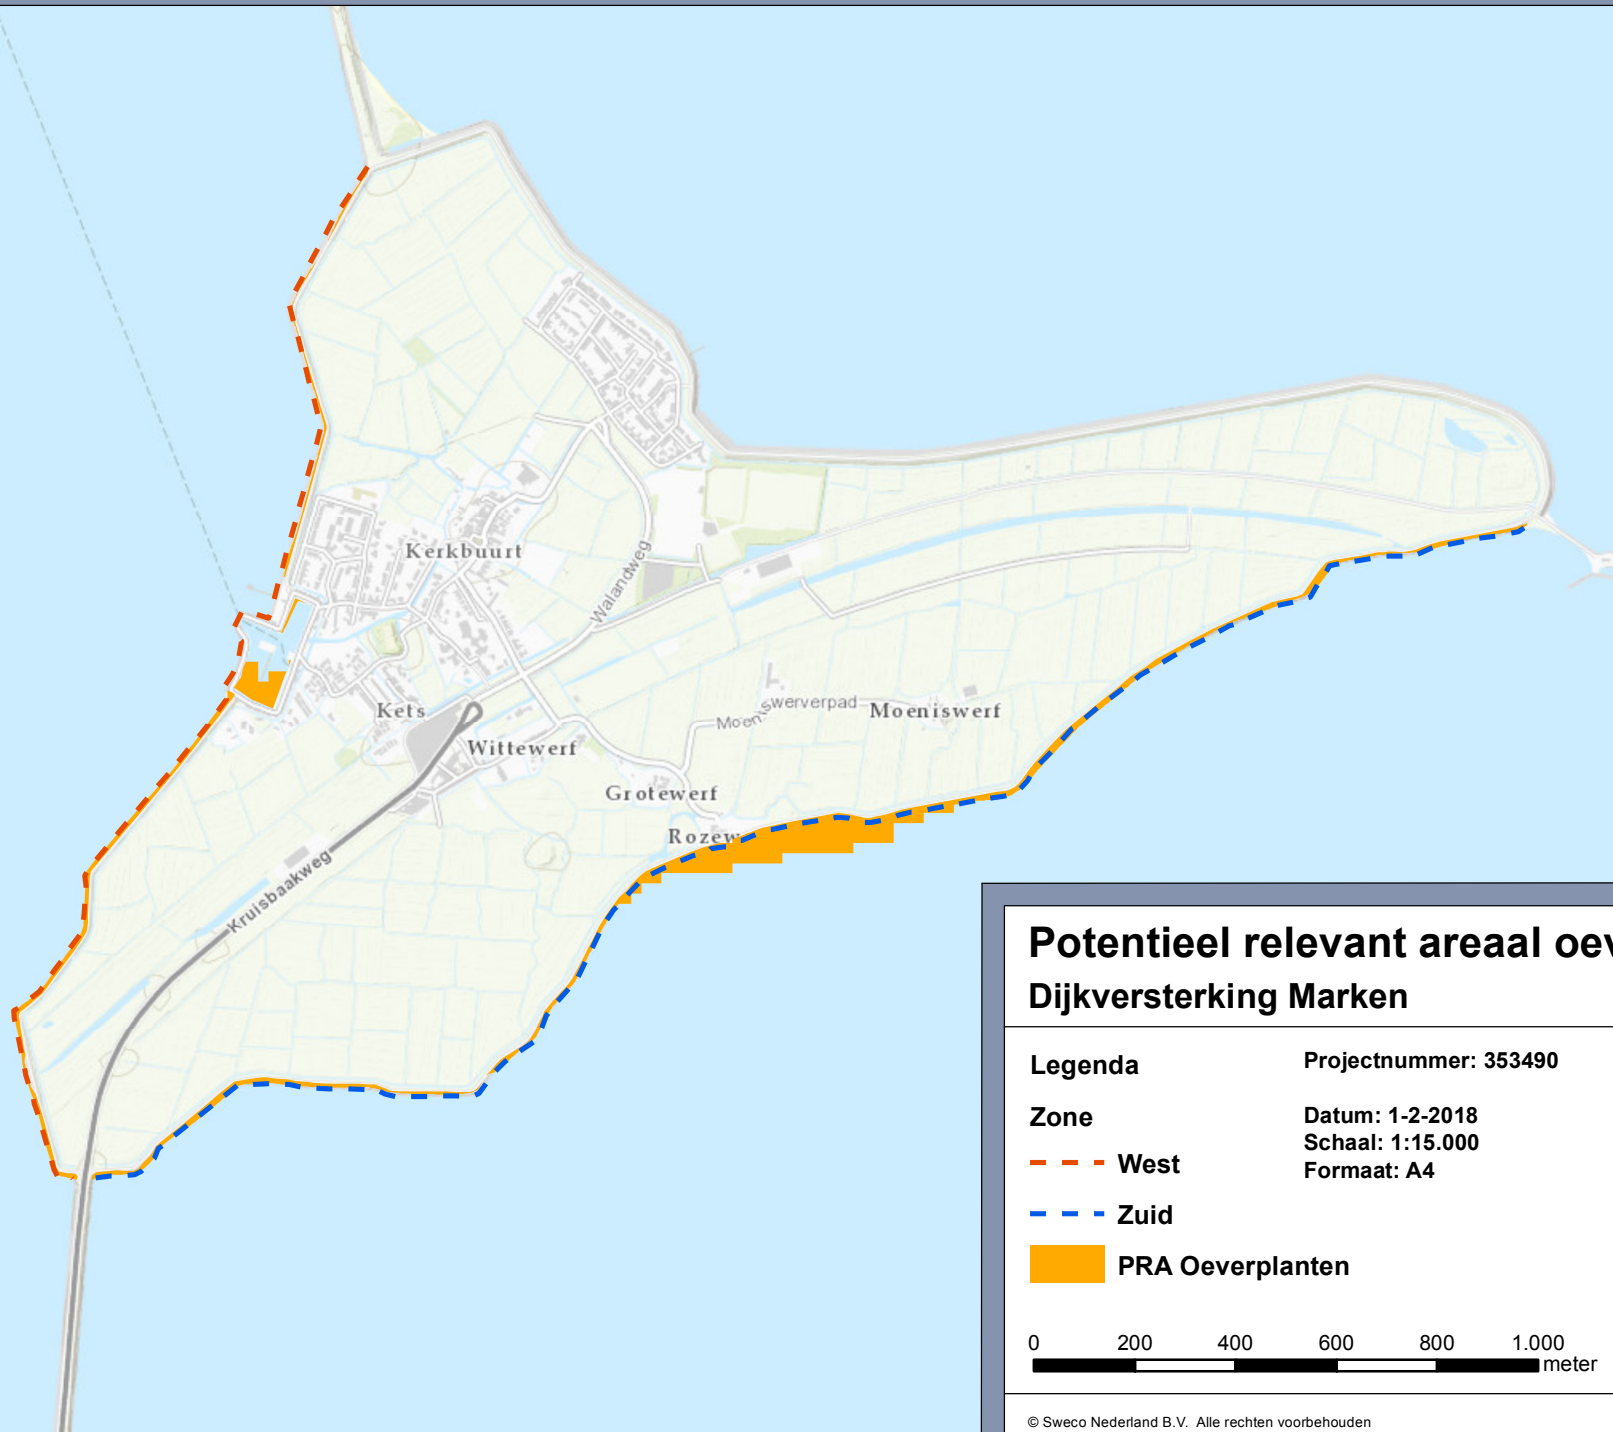 Kerkbuurt
Walandweg
Kets
Wittewerf
Moeniswerverpad
Moeniswerf
Grotewerf
Rozew
Kruisbaakweg
Potentieel relevant areaal oev
Dijkversterking Marken
Legenda
Projectnummer: 353490
Zone
Datum: 1-2-2018
Schaal: 1:15.000
Formaat: A4
West
Zuid
PRA Oeverplanten
0 200 400 600 800 1.000
meter
© Sweco Nederland B.V. Alle rechten voorbehouden